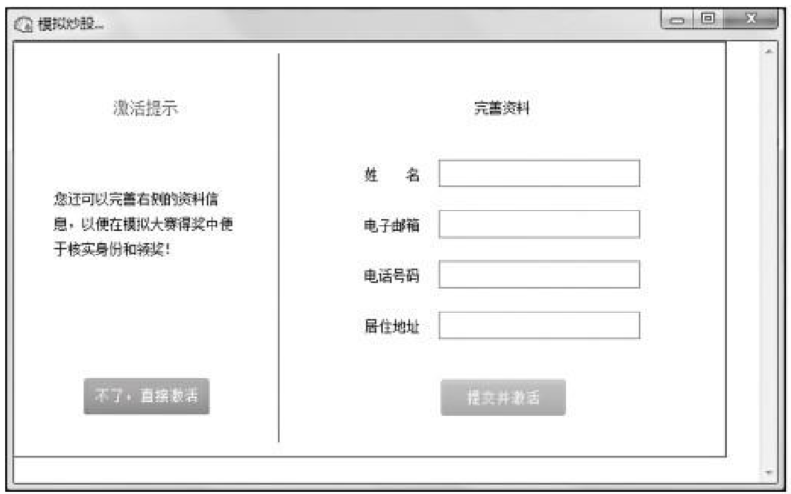 模拟炒股...
激活提示
您还可以完善右侧的资料信
息，以便在模拟大赛得奖中便
于核实身份和领奖！
不了，直接激活
完善资料
姓 名
电子邮箱
电话号码
居住地址
提交并激活